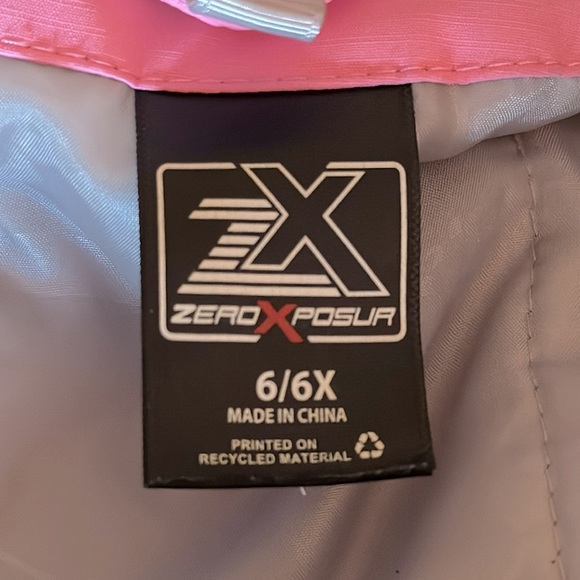 ZX
ZEROXPOSUR
6/6X
MADE IN CHINA
PRINTED ON
RECYCLED MATERIAL